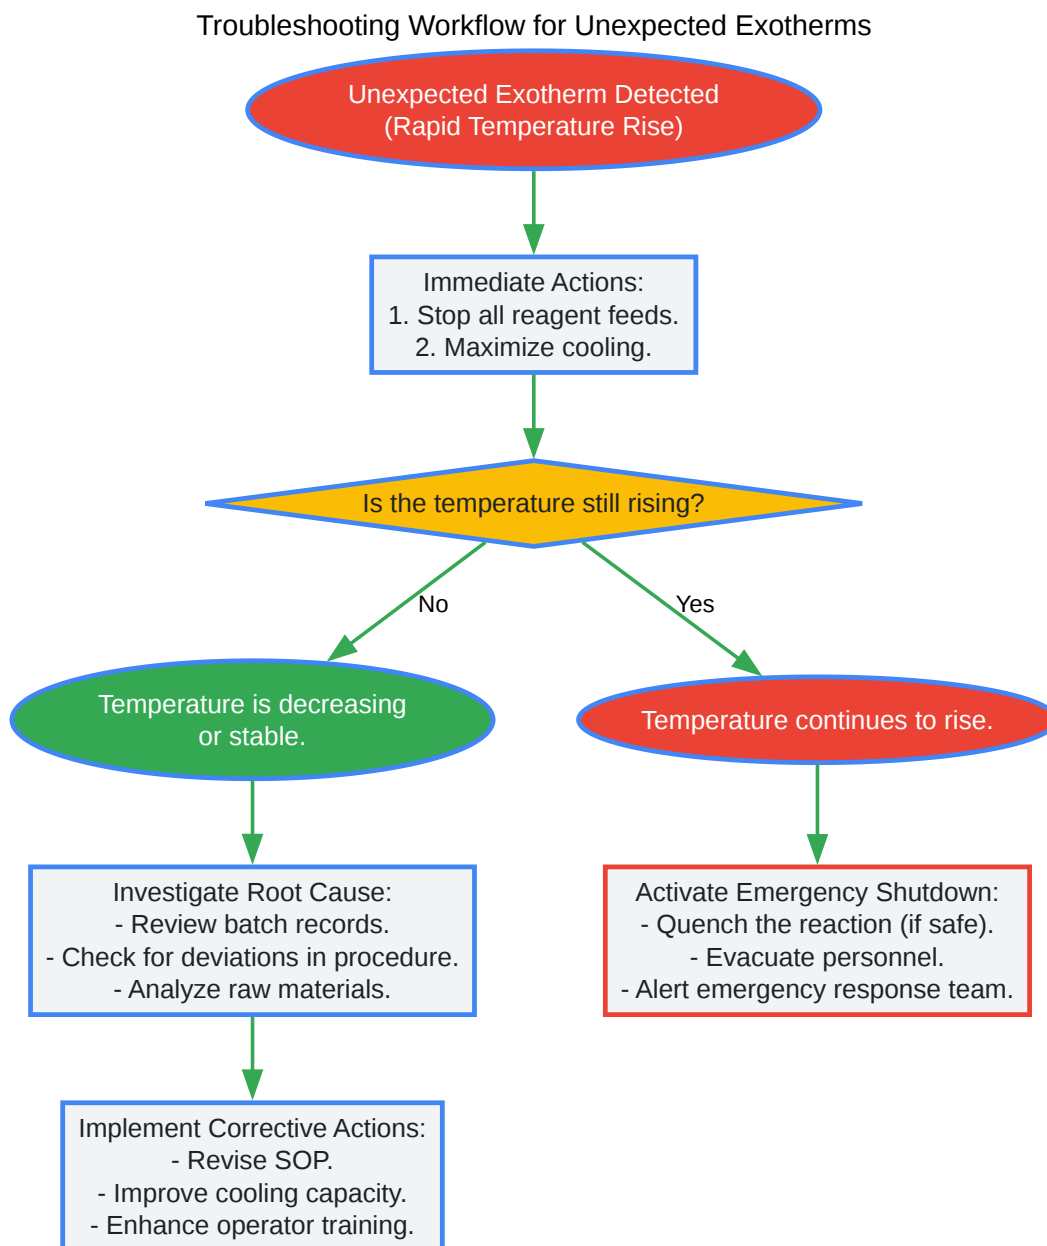 Troubleshooting Workflow for Unexpected Exotherms
Unexpected Exotherm Detected
(Rapid Temperature Rise)
Immediate Actions:
1. Stop all reagent feeds.
2. Maximize cooling.
Is the temperature still rising?
No
Yes
Temperature is decreasing
or stable.
Temperature continues to rise.
Investigate Root Cause:
- Review batch records.
- Check for deviations in procedure.
- Analyze raw materials.
Activate Emergency Shutdown:
- Quench the reaction (if safe).
- Evacuate personnel.
- Alert emergency response team.
Implement Corrective Actions:
- Revise SOP.
- Improve cooling capacity.
- Enhance operator training.